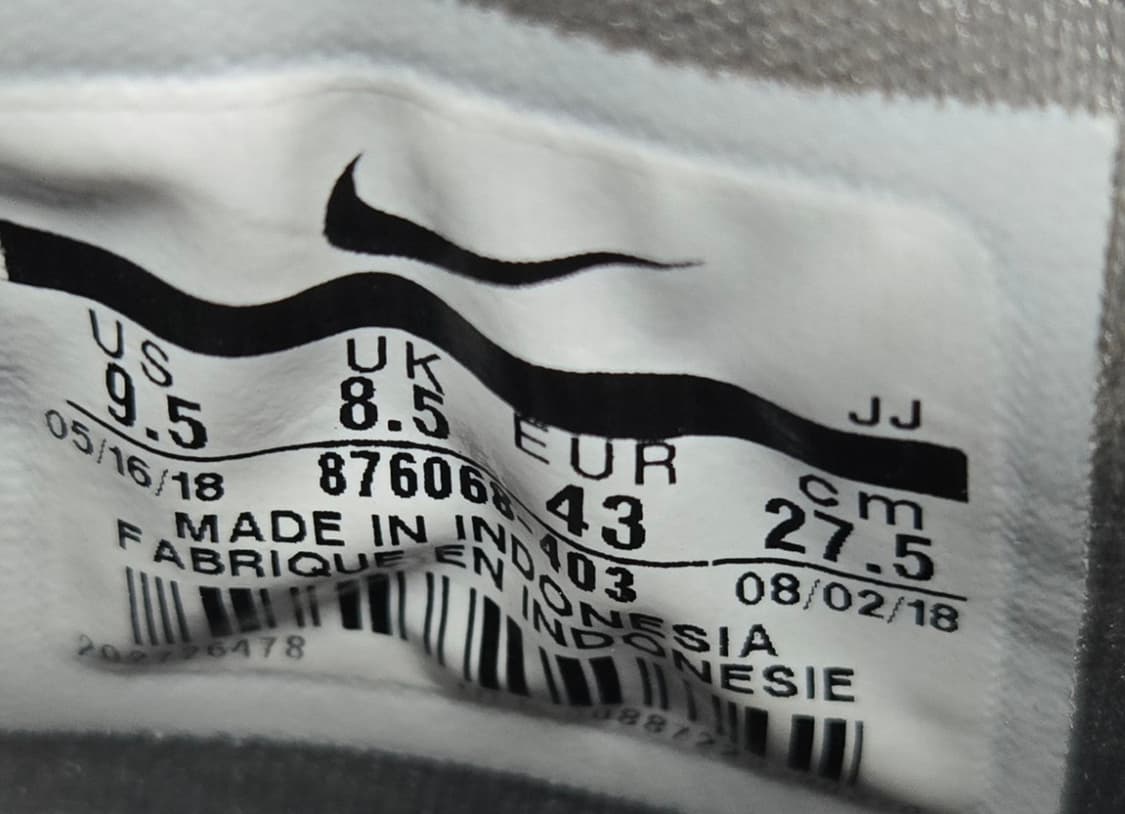 JJ
US UK EUR cm
9.5 8.5 43 27.5
05/16/18 876068-403 08/02/18
MADE IN INDONESIA
FABRIQUE EN INDONESIE